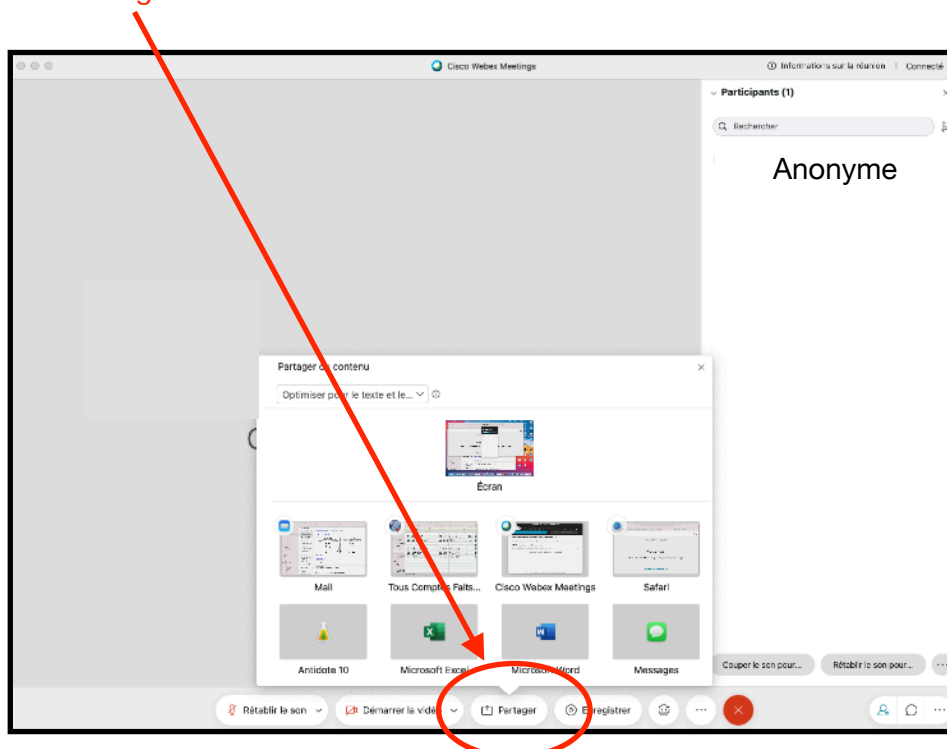 Cisco Webex Meetings
Informations sur la réunion
Connecté
Participants (1)
Rechercher
Anonyme
Partager du contenu
Optimiser pour le texte et le...
Écran
Mail
Tous Comptes Faits...
Cisco Webex Meetings
Safari
Antidote 10
Microsoft Excel
Microsoft Word
Messages
Couper le son pour...
Rétablir le son pour...
Rétablir le son
Démarrer la vidéo
Partager
Enregistrer